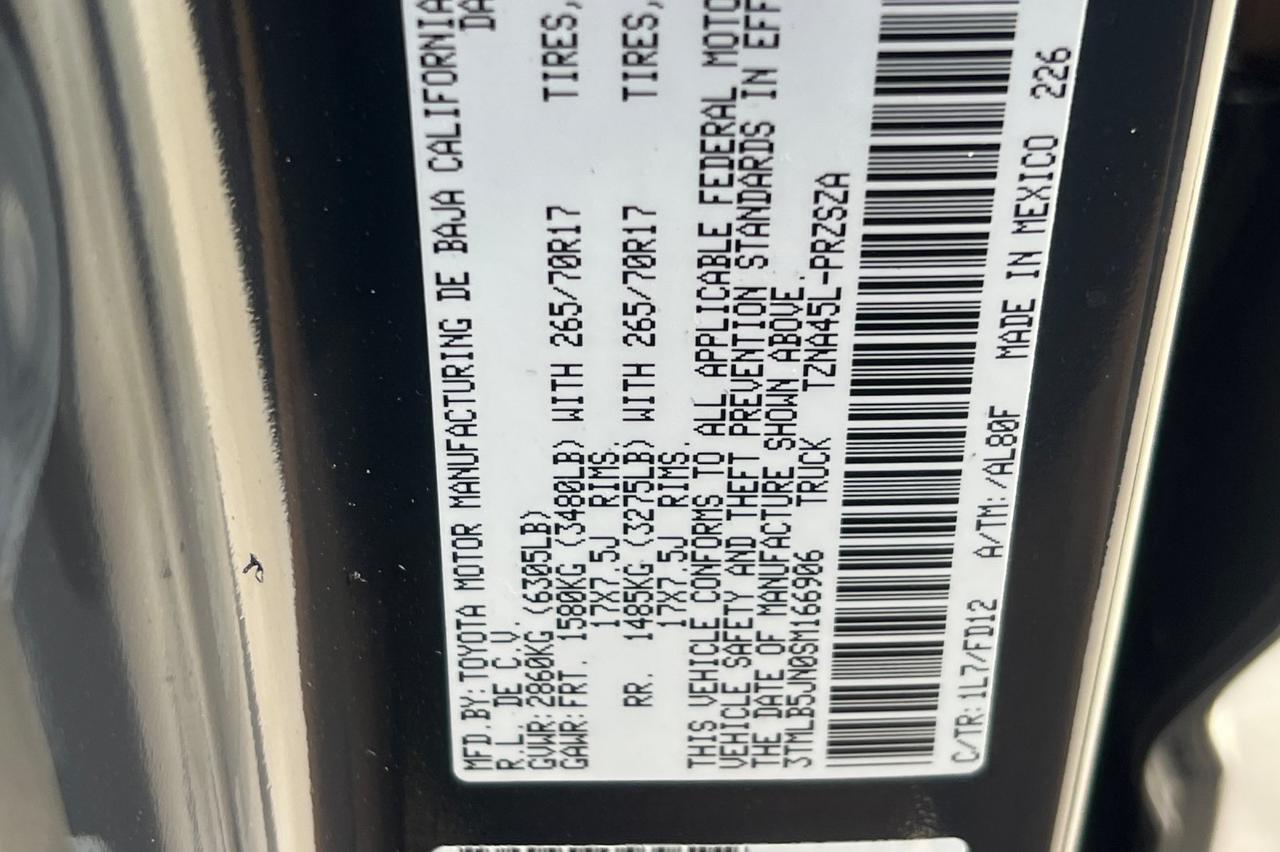 MFD.BY:TOYOTA MOTOR MANUFACTURING DE BAJA CALIFORNIA
R.L. DE C.V. DA
GVWR:2860KG (6305LB)
GAWR:FRT. 1580KG (3480LB) WITH 265/70R17 TIRES,
17X7.5J RIMS.
RR. 1485KG (3275LB) WITH 265/70R17 TIRES,
17X7.5J RIMS.
THIS VEHICLE CONFORMS TO ALL APPLICABLE FEDERAL MOTO
VEHICLE SAFETY AND THEFT PREVENTION STANDARDS IN EFF
THE DATE OF MANUFACTURE SHOWN ABOVE.
3TMLB5JN0SM166906 TRUCK TZNA45L-PRZSZA
C/TR:1L7/FD12 A/TM:/AL80F MADE IN MEXICO 226